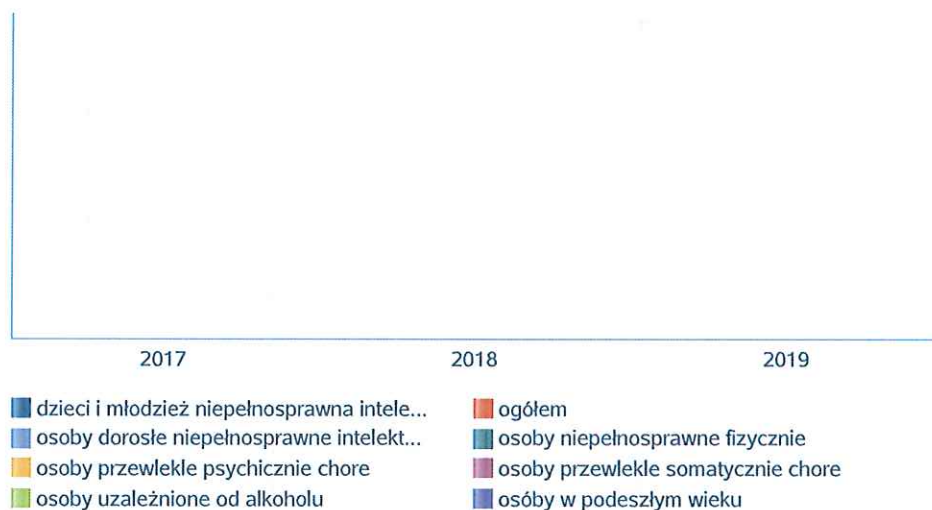 2017 2018 2019
dzieci i młodzież niepełnosprawna intele... ogółem
osoby dorosłe niepełnosprawne intelekt... osoby niepełnosprawne fizycznie
osoby przewlekle psychicznie chore osoby przewlekle somatycznie chore
osoby uzależnione od alkoholu osóby w podeszłym wieku